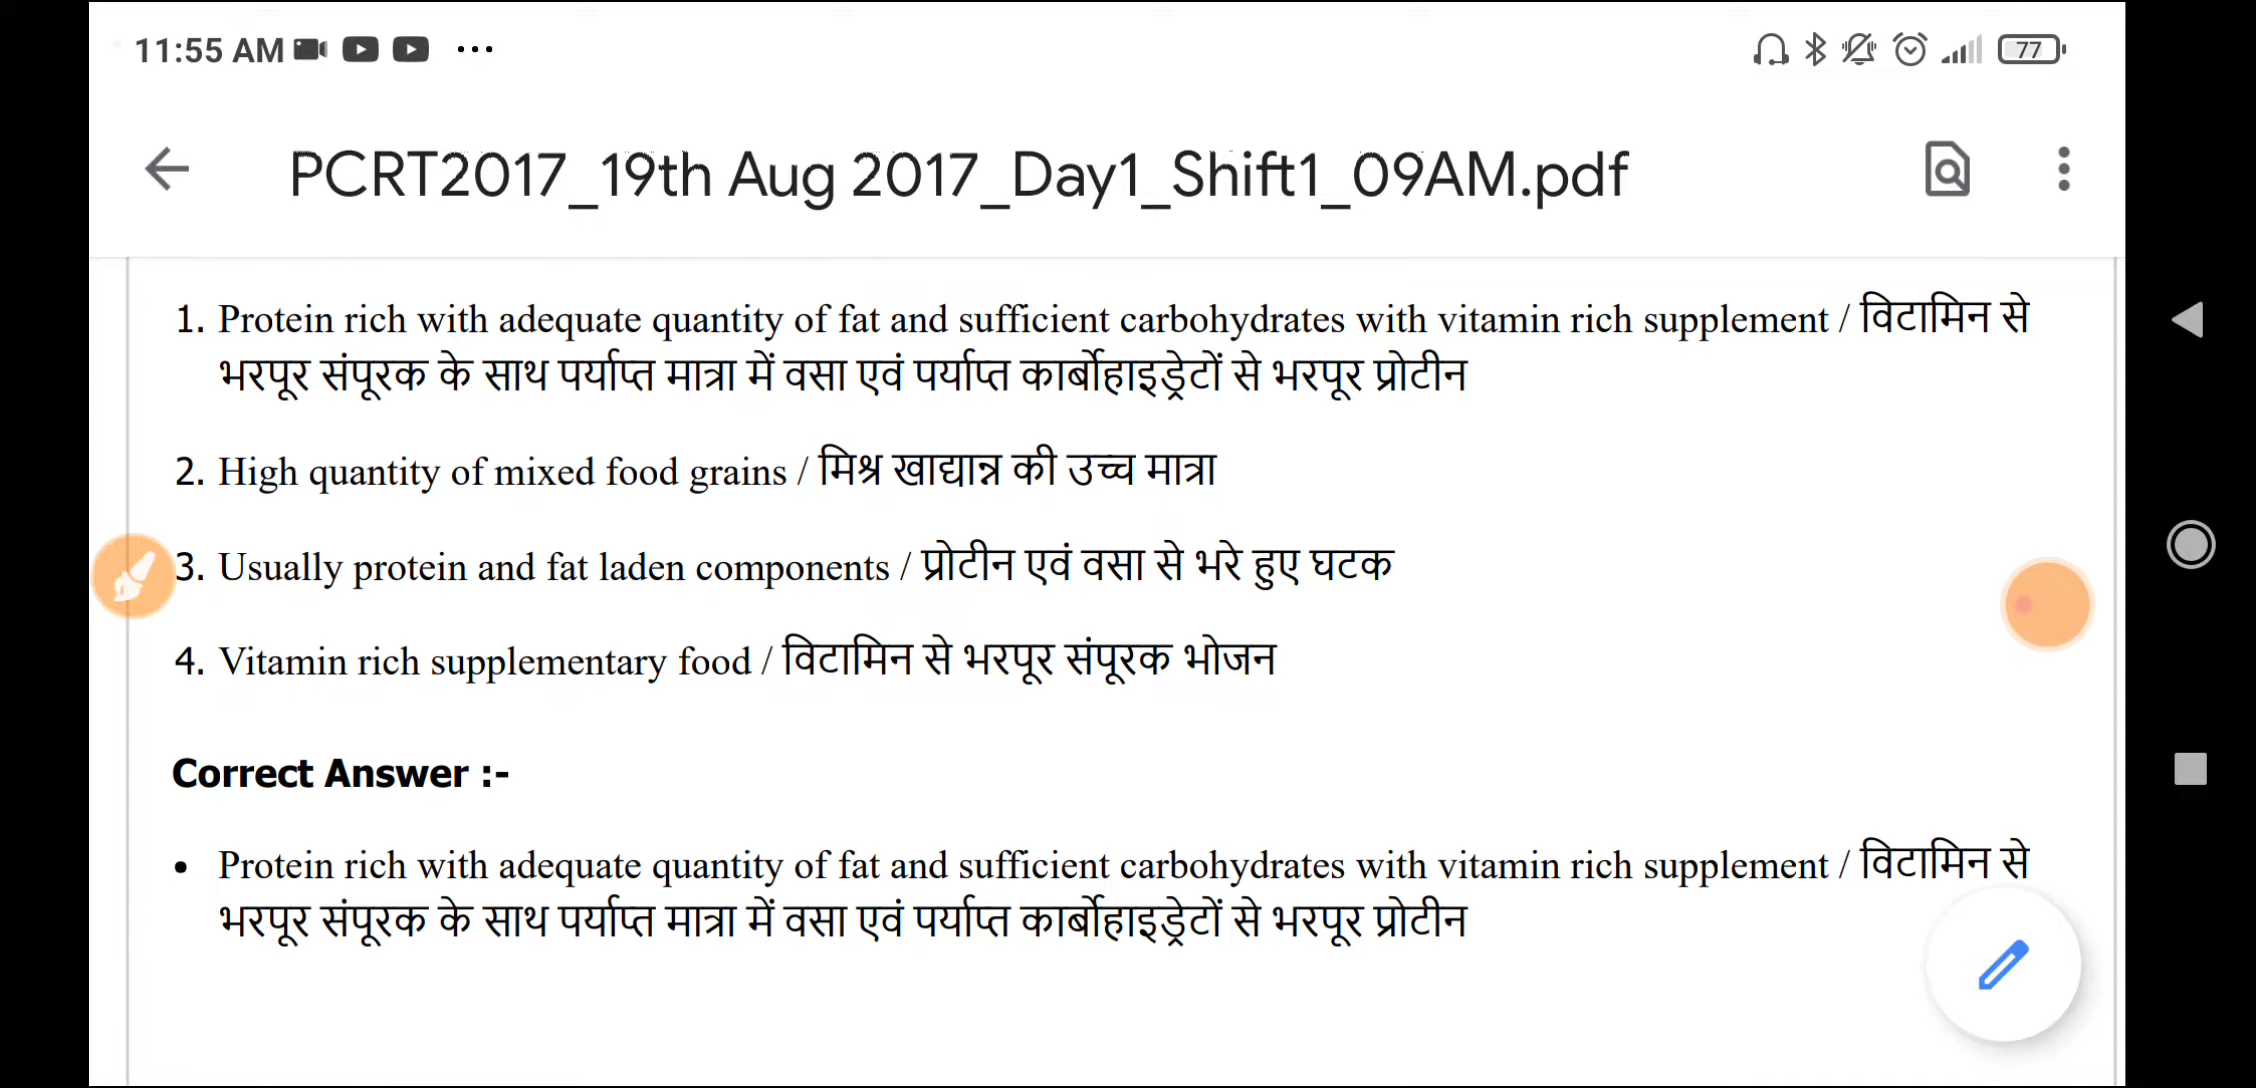 11:55 AM ...
77
PCRT2017_19th Aug 2017_Day1_Shift1_09AM.pdf
1. Protein rich with adequate quantity of fat and sufficient carbohydrates with vitamin rich supplement / विटामिन से
भरपूर संपूरक के साथ पर्याप्त मात्रा में वसा एवं पर्याप्त कार्बोहाइड्रेटों से भरपूर प्रोटीन
2. High quantity of mixed food grains / मिश्र खाद्यान्न की उच्च मात्रा
3. Usually protein and fat laden components / प्रोटीन एवं वसा से भरे हुए घटक
4. Vitamin rich supplementary food / विटामिन से भरपूर संपूरक भोजन
Correct Answer :-
• Protein rich with adequate quantity of fat and sufficient carbohydrates with vitamin rich supplement / विटामिन से
भरपूर संपूरक के साथ पर्याप्त मात्रा में वसा एवं पर्याप्त कार्बोहाइड्रेटों से भरपूर प्रोटीन